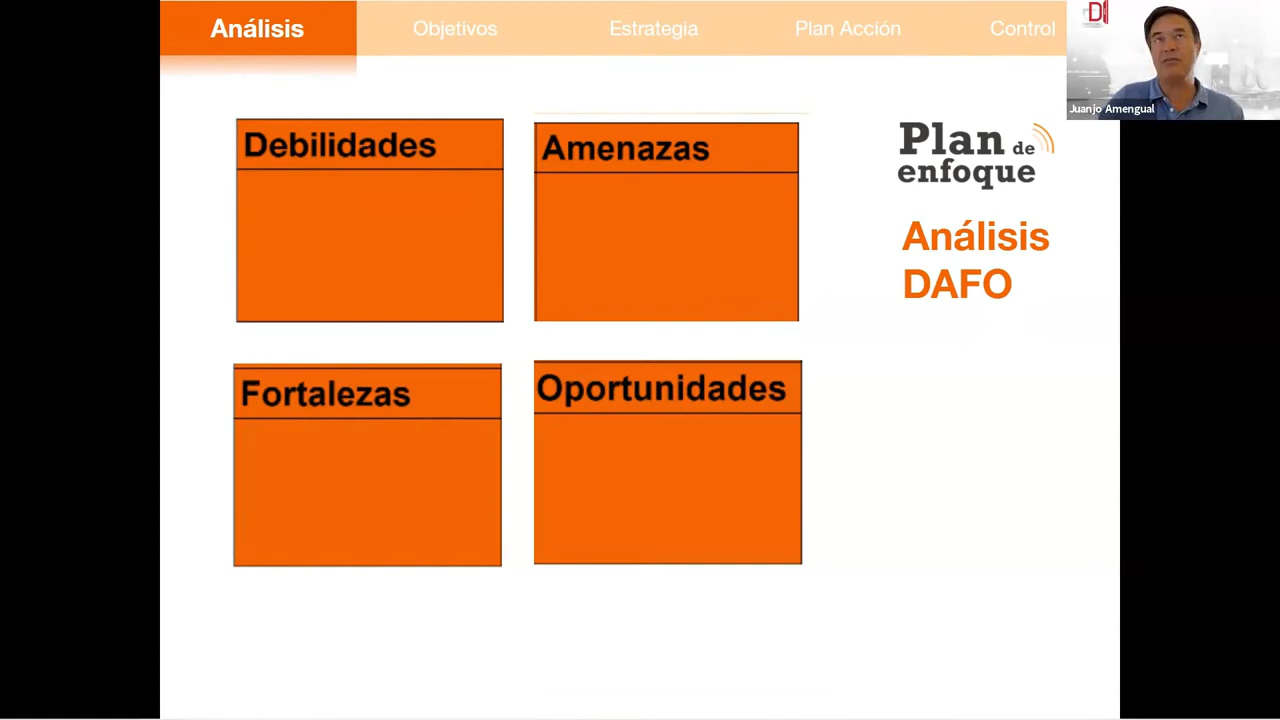 Análisis
Objetivos
Estrategia
Plan Acción
Control
Juanjo Amengual
Debilidades
Amenazas
Plan de
enfoque
Análisis
DAFO
Fortalezas
Oportunidades